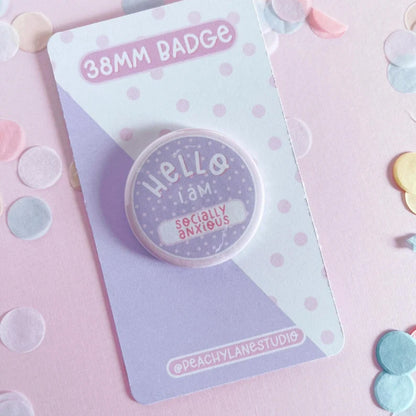 38MM BADGE
HELLO
I AM
SOCIALLY
ANXIOUS
@PEACHYLANESTUDIO